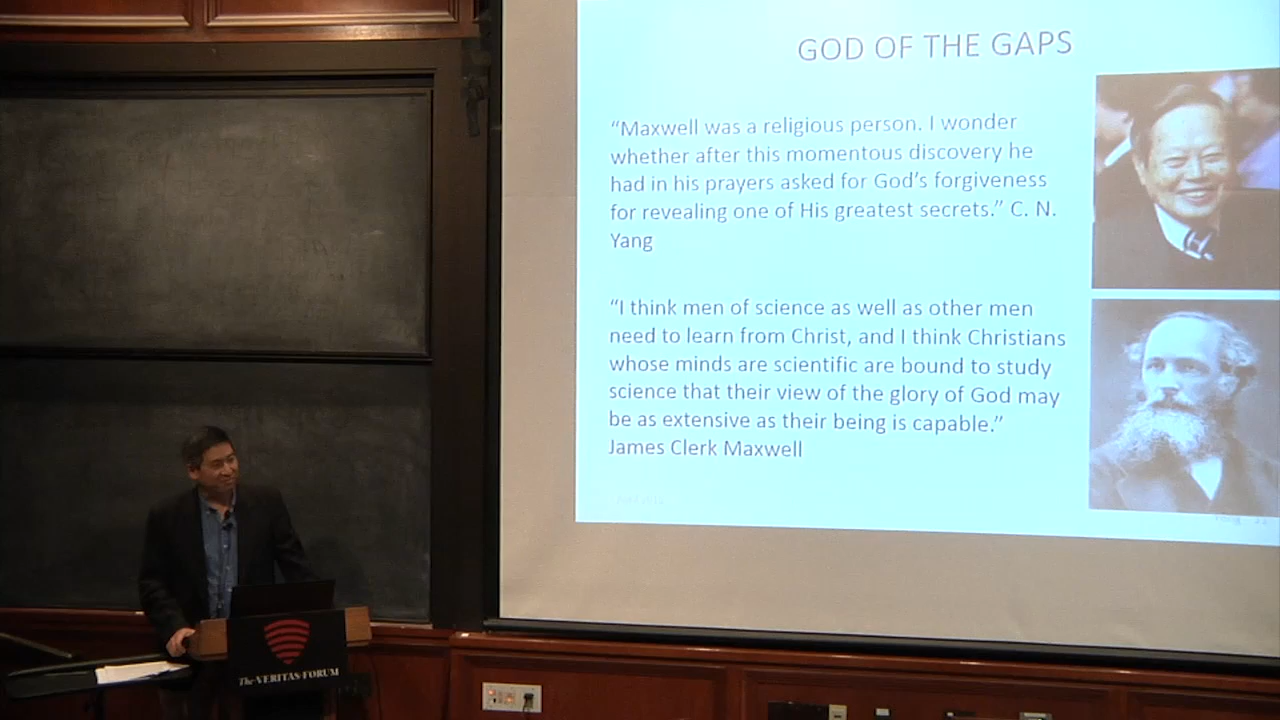 GOD OF THE GAPS
“Maxwell was a religious person. I wonder
whether after this momentous discovery he
had in his prayers asked for God’s forgiveness
for revealing one of His greatest secrets.” C. N.
Yang
“I think men of science as well as other men
need to learn from Christ, and I think Christians
whose minds are scientific are bound to study
science that their view of the glory of God may
be as extensive as their being is capable.”
James Clerk Maxwell
The VERITAS FORUM